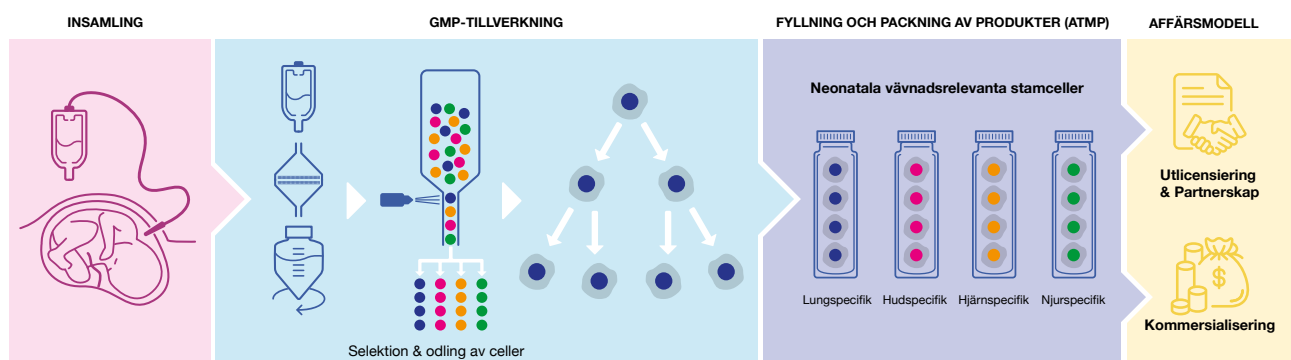 INSAMLING
GMP-TILLVERKNING
FYLLNING OCH PACKNING AV PRODUKTER (ATMP)
AFFÄRSMODELL
Neonatala vävnadsrelevanta stamceller
Lungspecifik
Hudspecifik
Hjärnspecifik
Njurspecifik
Selektion & odling av celler
Utlicensiering
& Partnerskap
$
Kommersialisering